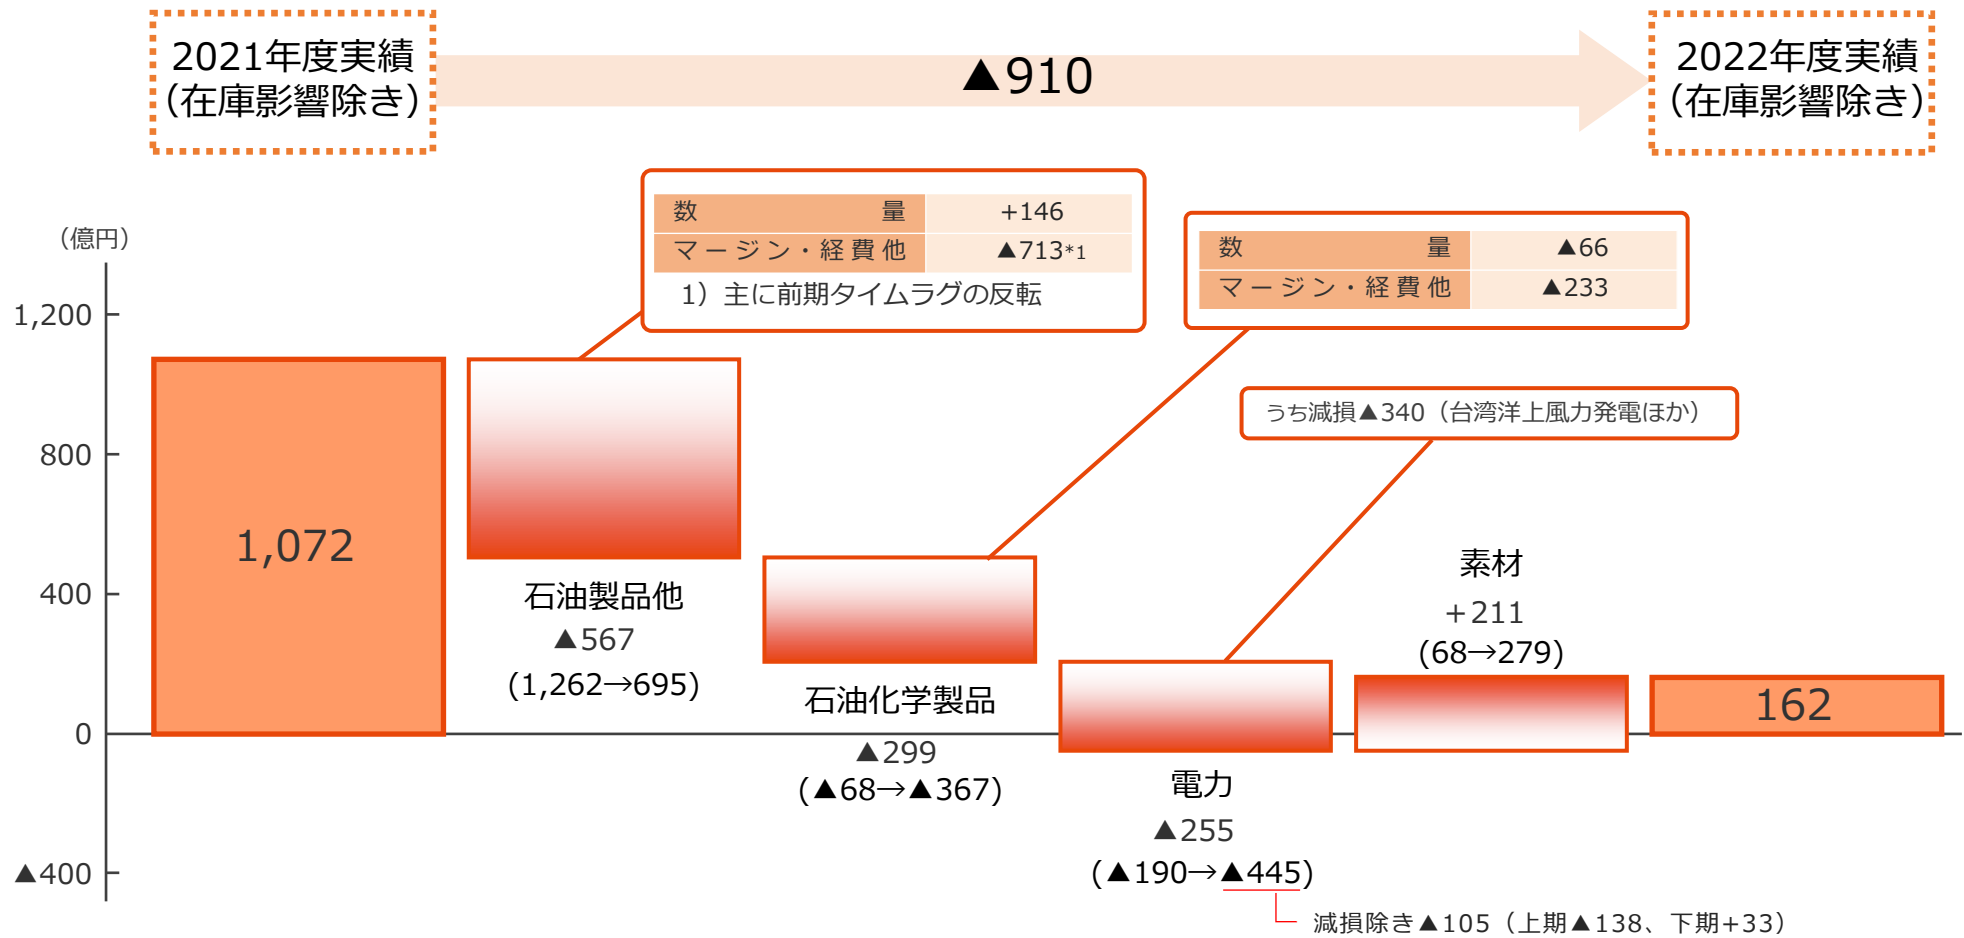 2021年度実績
（在庫影響除き）
▲910
2022年度実績
（在庫影響除き）
数量 +146
マージン・経費他 ▲713*1
1）主に前期タイムラグの反転
数量 ▲66
マージン・経費他 ▲233
うち減損▲340（台湾洋上風力発電ほか）
（億円）
1,200
800
400
0
▲400
1,072
石油製品他
▲567
(1,262→695)
石油化学製品
▲299
(▲68→▲367)
電力
▲255
(▲190→▲445)
減損除き▲105（上期▲138、下期+33）
素材
＋211
(68→279)
162